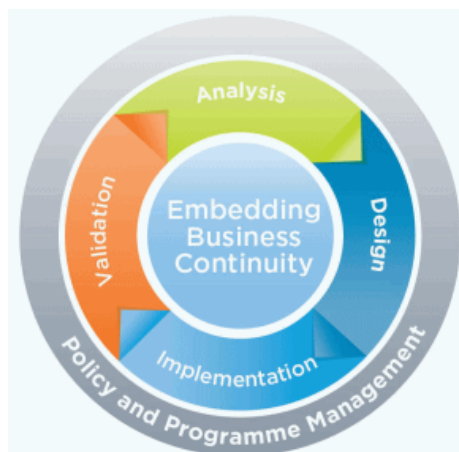 Analysis
Design
Implementation
Validation
Embedding
Business
Continuity
Policy and Programme Management